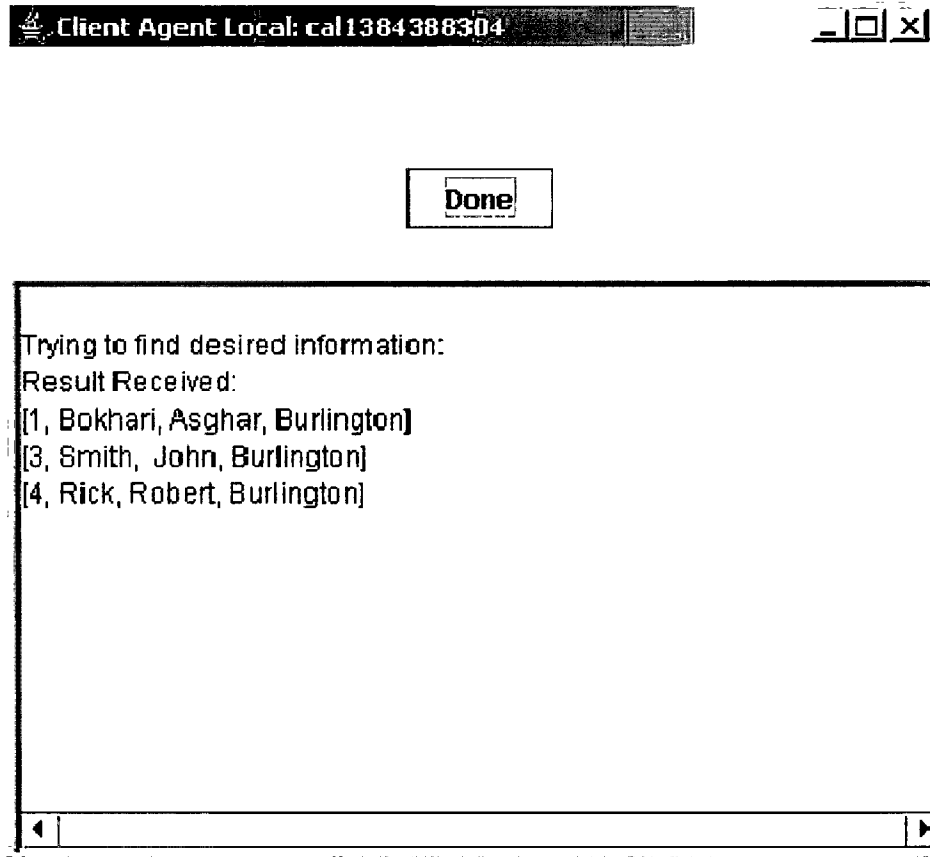 Client Agent Local: cal1384388304
Done
Trying to find desired information:
Result Received:
[1, Bokhari, Asghar, Burlington]
[3, Smith, John, Burlington]
[4, Rick, Robert, Burlington]